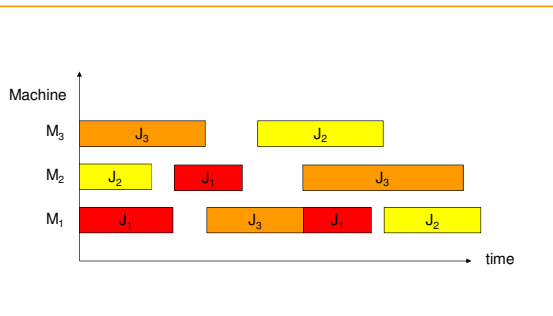 Machine
M₃ J₃ J₂
M₂ J₂ J₁ J₃
M₁ J₁ J₃ J₁ J₂
time